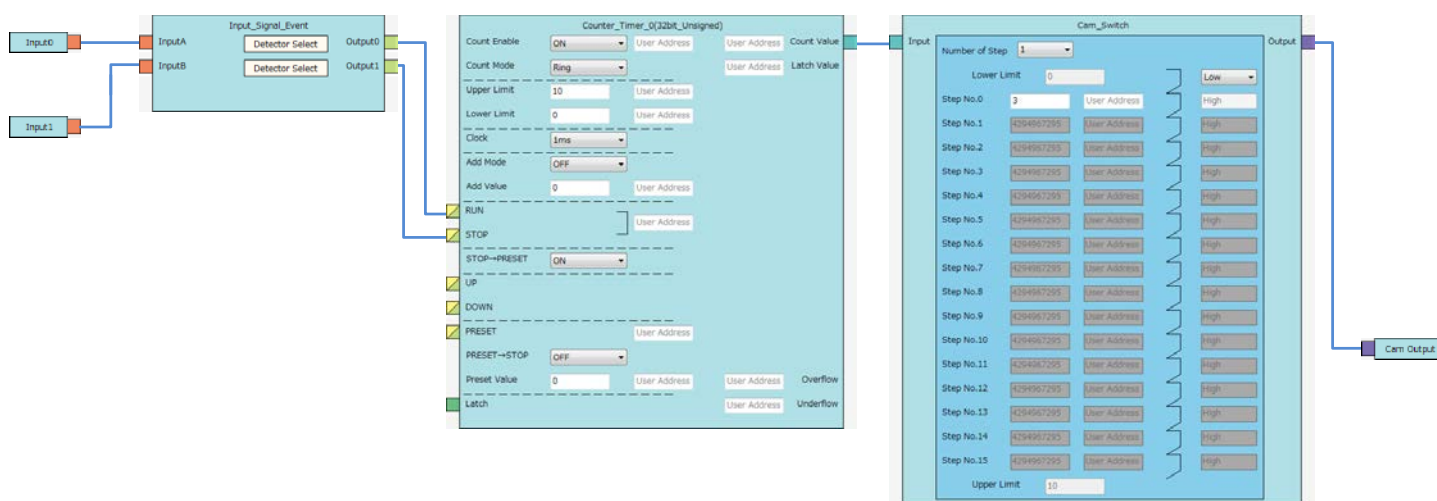 Input0
Input1
Input_Signal_Event
InputA Detector Select Output0
InputB Detector Select Output1
Counter_Timer_0(32bit_Unsigned)
Count Enable ON User Address User Address Count Value
Count Mode Ring User Address Latch Value
Upper Limit 10 User Address
Lower Limit 0 User Address
Clock 1ms
Add Mode OFF
Add Value 0 User Address
RUN
User Address
STOP
STOP→PRESET ON
UP
DOWN
PRESET User Address
PRESET→STOP OFF
Preset Value 0 User Address User Address Overflow
Latch User Address Underflow
Cam_Switch
Input Output
Number of Step 1
Lower Limit 0 Low
Step No.0 3 User Address High
Step No.1 4294967295 User Address High
Step No.2 4294967295 User Address High
Step No.3 4294967295 User Address High
Step No.4 4294967295 User Address High
Step No.5 4294967295 User Address High
Step No.6 4294967295 User Address High
Step No.7 4294967295 User Address High
Step No.8 4294967295 User Address High
Step No.9 4294967295 User Address High
Step No.10 4294967295 User Address High
Step No.11 4294967295 User Address High
Step No.12 4294967295 User Address High
Step No.13 4294967295 User Address High
Step No.14 4294967295 User Address High
Step No.15 4294967295 User Address High
Upper Limit 10
Cam Output